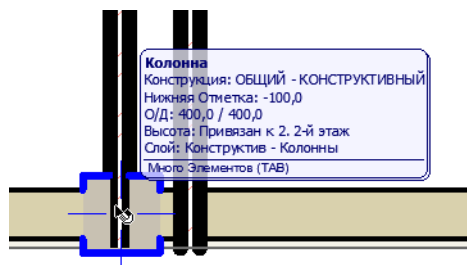 Колонна
Конструкция: ОБЩИЙ - КОНСТРУКТИВНЫЙ
Нижняя Отметка: -100,0
О/Д: 400,0 / 400,0
Высота: Привязан к 2. 2-й этаж
Слой: Конструктив - Колонны
Много Элементов (TAB)